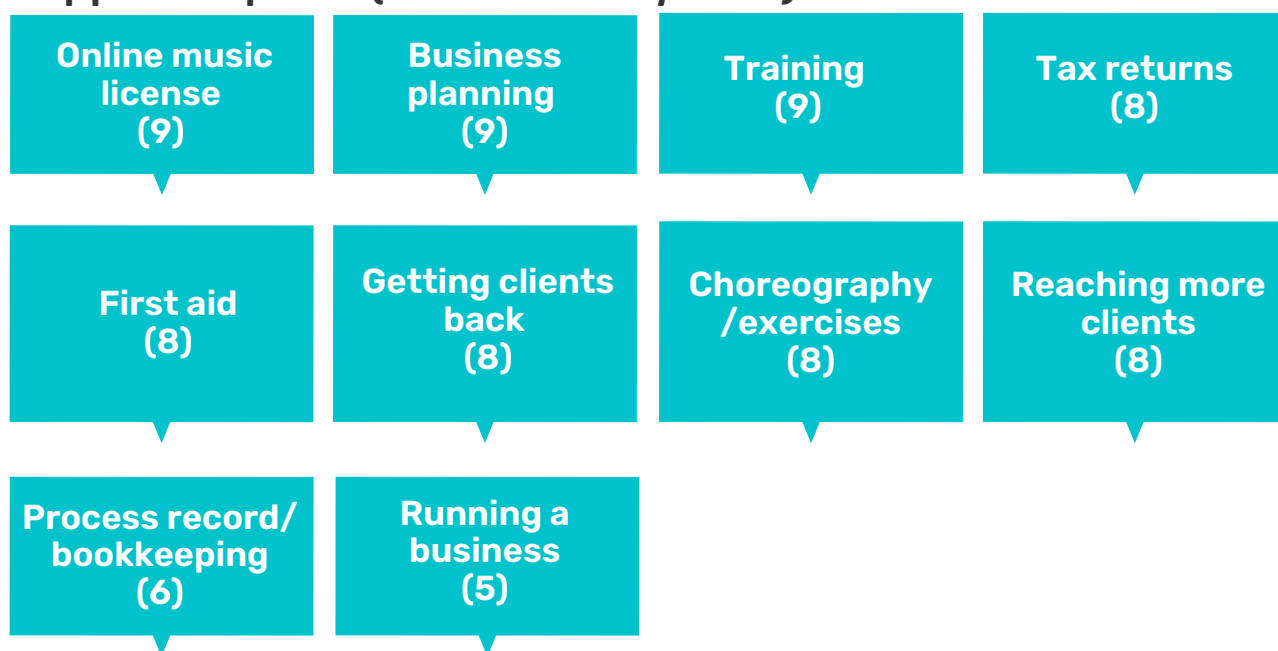 Online music
license
(9)
Business
planning
(9)
Training
(9)
Tax returns
(8)
First aid
(8)
Getting clients
back
(8)
Choreography
/exercises
(8)
Reaching more
clients
(8)
Process record/
bookkeeping
(6)
Running a
business
(5)